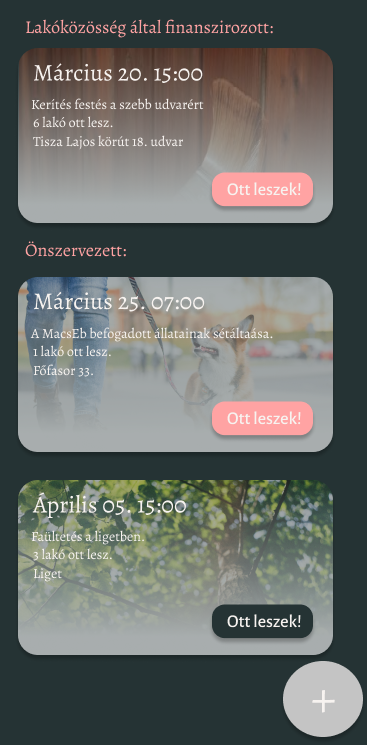 Lakóközösség által finanszirozott:
Március 20. 15:00
Kerítés festés a szebb udvarért
6 lakó ott lesz.
Tisza Lajos körút 18. udvar
Ott leszek!
Önszervezett:
Március 25. 07:00
A MacsEb befogadott állatainak sétáltaása.
1 lakó ott lesz.
Főfasor 33.
Ott leszek!
Április 05. 15:00
Faültetés a ligetben.
3 lakó ott lesz.
Liget
Ott leszek!
+